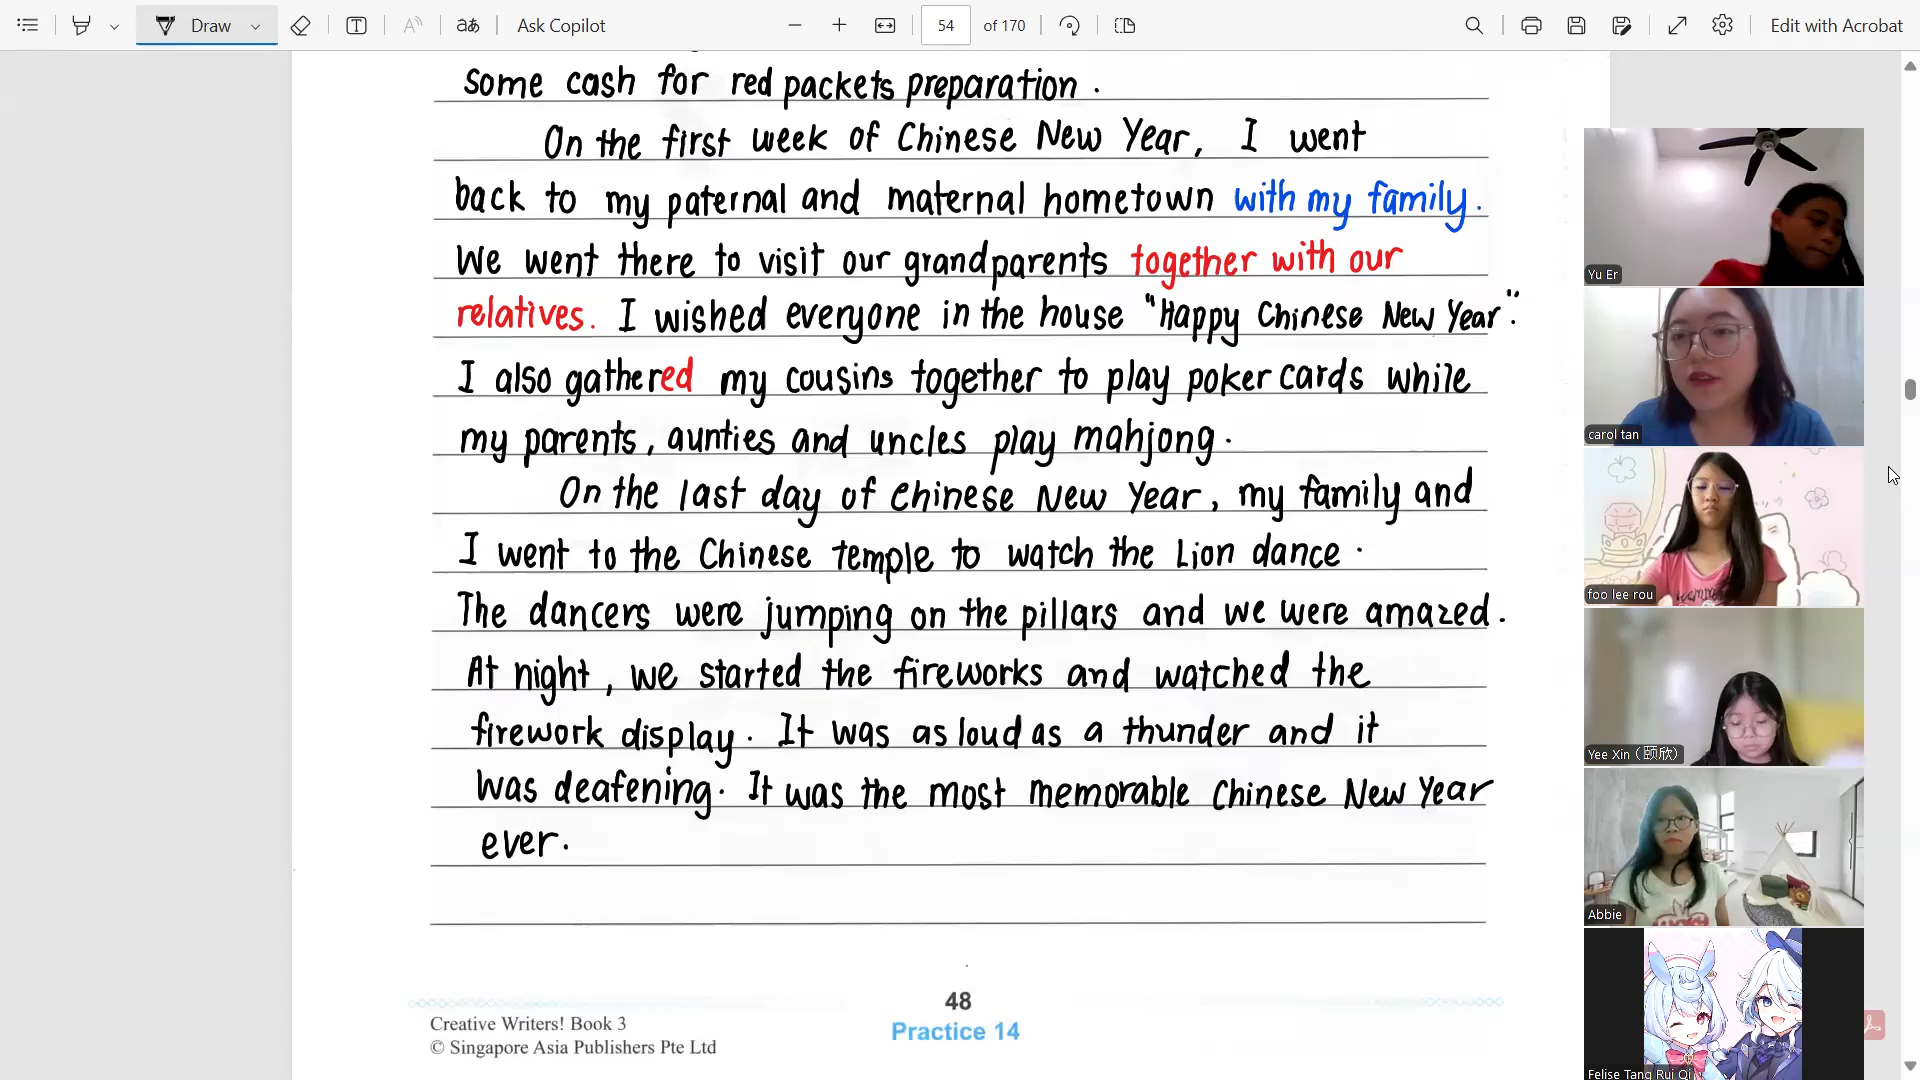 Draw
Ask Copilot
54 of 170
Edit with Acrobat
some cash for red packets preparation.
On the first week of Chinese New Year, I went
back to my paternal and maternal hometown with my family.
We went there to visit our grandparents together with our
relatives. I wished everyone in the house "Happy Chinese New Year".
I also gathered my cousins together to play poker cards while
my parents, aunties and uncles play mahjong.
On the last day of Chinese New Year, my family and
I went to the Chinese temple to watch the Lion dance.
The dancers were jumping on the pillars and we were amazed.
At night, we started the fireworks and watched the
firework display. It was as loud as a thunder and it
was deafening. It was the most memorable Chinese New Year
ever.
48
Practice 14
Creative Writers! Book 3
© Singapore Asia Publishers Pte Ltd
Yu Er
carol tan
foo lee rou
Yee Xin（颐欣）
Abbie
Felise Tang Rui Qi